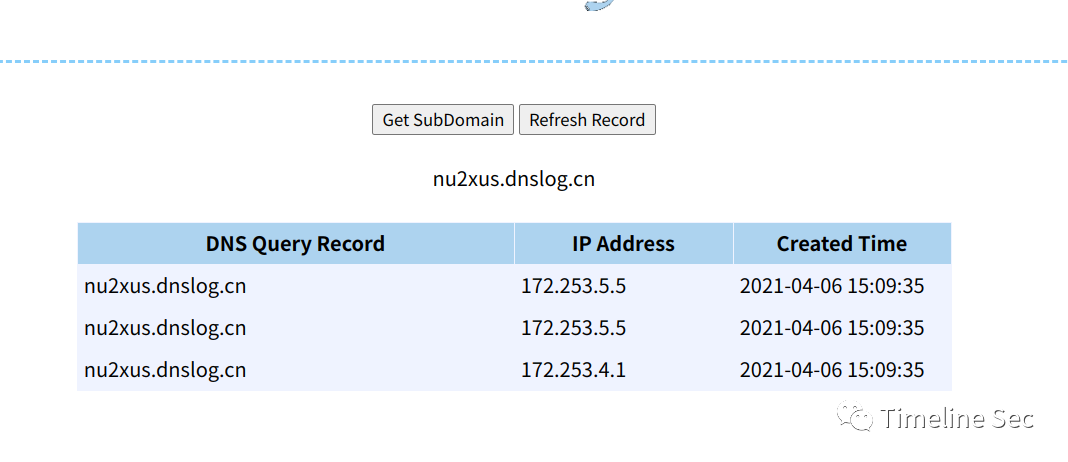 Get SubDomain Refresh Record
nu2xus.dnslog.cn
DNS Query Record IP Address Created Time
nu2xus.dnslog.cn 172.253.5.5 2021-04-06 15:09:35
nu2xus.dnslog.cn 172.253.5.5 2021-04-06 15:09:35
nu2xus.dnslog.cn 172.253.4.1 2021-04-06 15:09:35
Timeline Sec